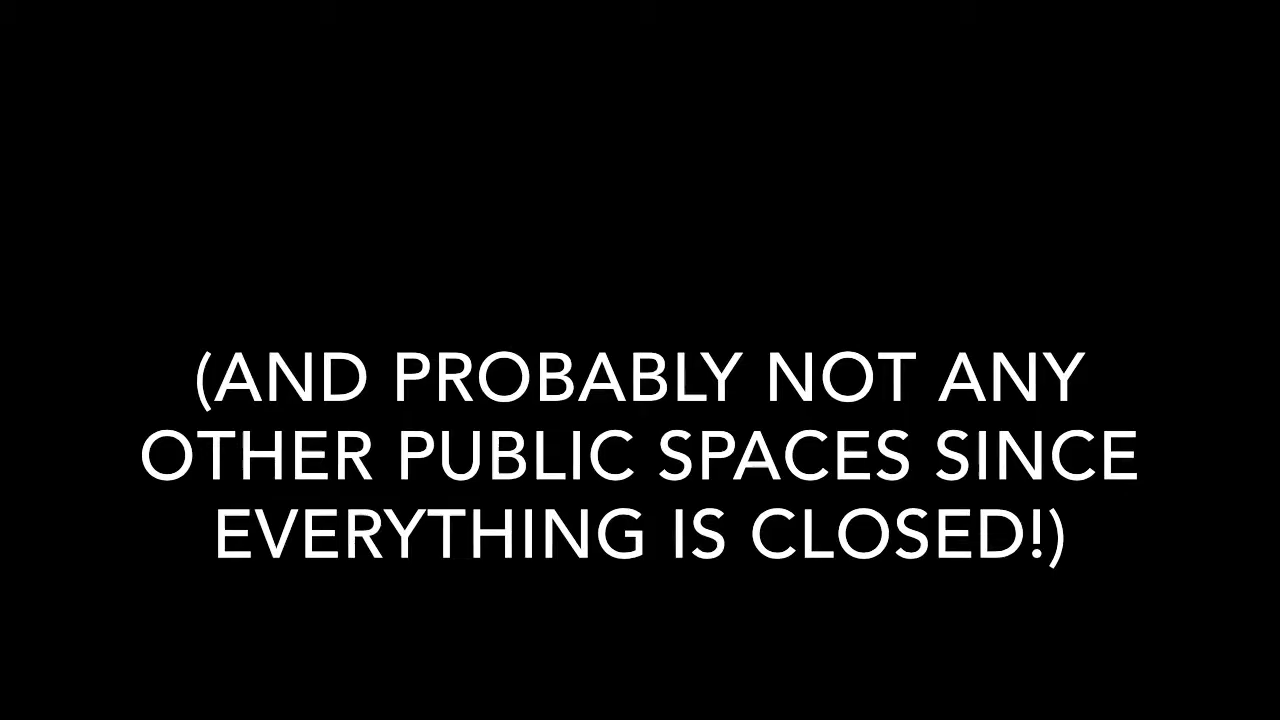 (AND PROBABLY NOT ANY
OTHER PUBLIC SPACES SINCE
EVERYTHING IS CLOSED!)